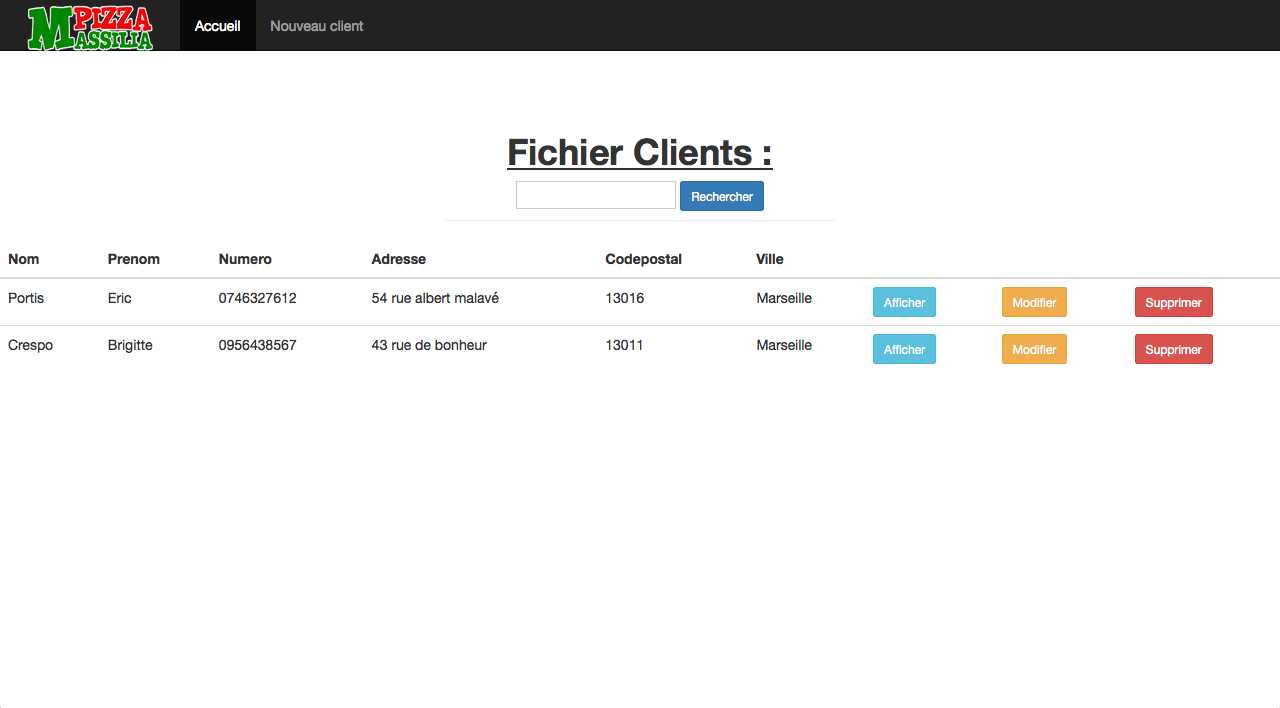 M PIZZA
ASSILIA
Accueil Nouveau client
Fichier Clients :
Rechercher
Nom Prenom Numero Adresse Codepostal Ville
Portis Eric 0746327612 54 rue albert malavé 13016 Marseille Afficher Modifier Supprimer
Crespo Brigitte 0956438567 43 rue de bonheur 13011 Marseille Afficher Modifier Supprimer